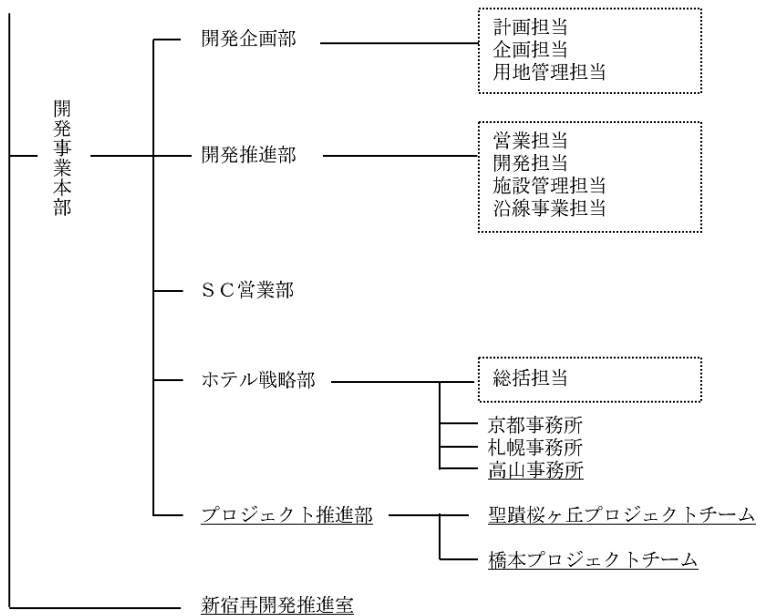 開発事業本部
開発企画部
計画担当
企画担当
用地管理担当
開発推進部
営業担当
開発担当
施設管理担当
沿線事業担当
ＳＣ営業部
ホテル戦略部
総括担当
京都事務所
札幌事務所
高山事務所
プロジェクト推進部
聖蹟桜ヶ丘プロジェクトチーム
橋本プロジェクトチーム
新宿再開発推進室